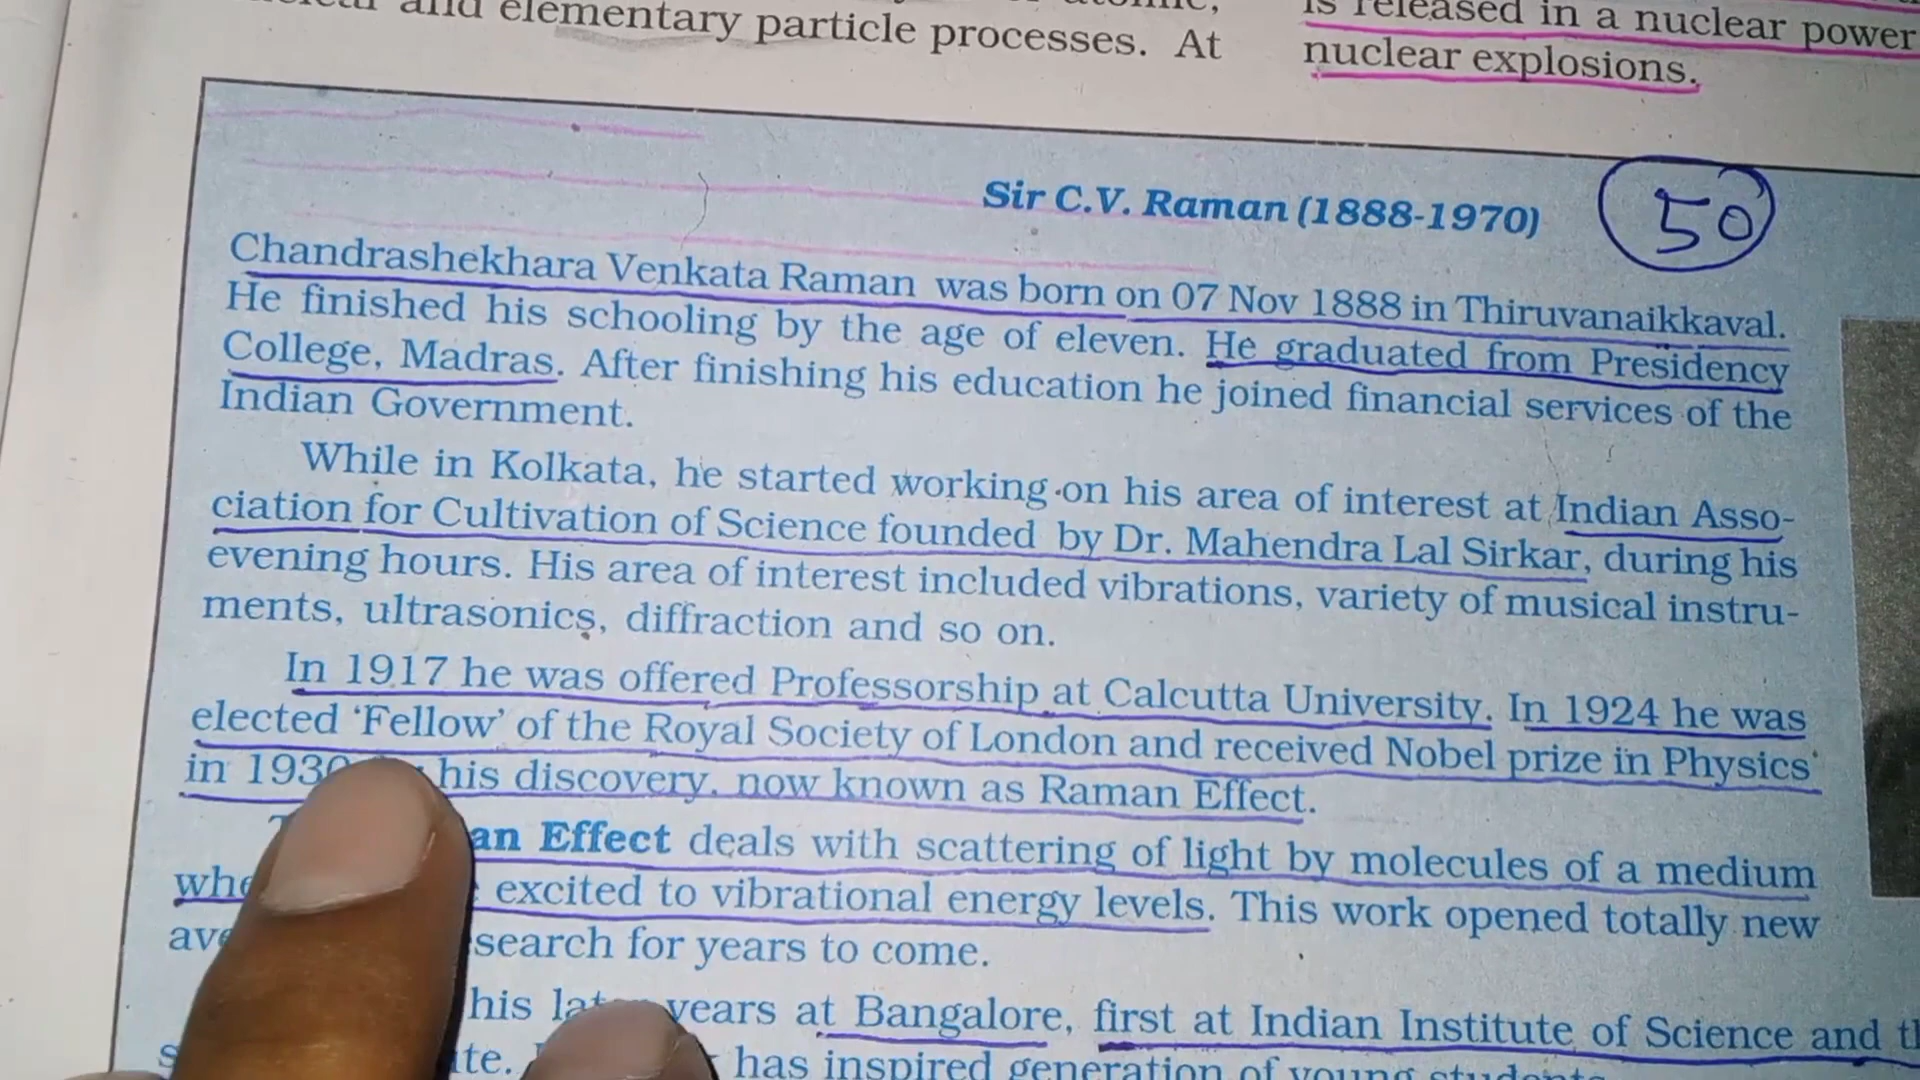 and elementary particle processes. At
is released in a nuclear power
nuclear explosions.
Sir C.V. Raman (1888-1970)
50
Chandrashekhara Venkata Raman was born on 07 Nov 1888 in Thiruvanaikkaval.
He finished his schooling by the age of eleven. He graduated from Presidency
College, Madras. After finishing his education he joined financial services of the
Indian Government.
While in Kolkata, he started working on his area of interest at Indian Asso-
ciation for Cultivation of Science founded by Dr. Mahendra Lal Sirkar, during his
evening hours. His area of interest included vibrations, variety of musical instru-
ments, ultrasonics, diffraction and so on.
In 1917 he was offered Professorship at Calcutta University. In 1924 he was
elected ‘Fellow’ of the Royal Society of London and received Nobel prize in Physics
in 1930 his discovery, now known as Raman Effect.
Effect deals with scattering of light by molecules of a medium
excited to vibrational energy levels. This work opened totally new
search for years to come.
his years at Bangalore, first at Indian Institute of Science and
has inspired generation of young students.